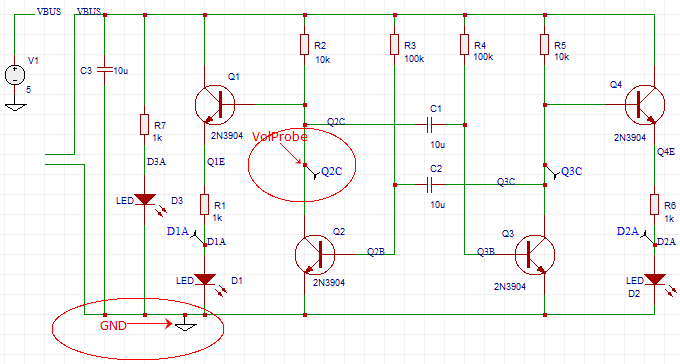 VBUS VBUS
V1
5
C3 10u
R7
1k
D3A
LED D3
Q1
2N3904
Q1E
R1
1k
D1A D1A
LED D1
R2
10k
Q2C
VolProbe
Q2C
Q2
2N3904
Q2B
R3
100k
R4
100k
C1
10u
C2
10u
Q3C
Q3B
Q3
2N3904
R5
10k
Q3C
Q4
2N3904
Q4E
R6
1k
D2A D2A
LED
D2
GND